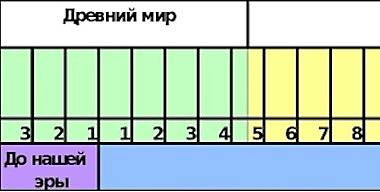 Древний мир
3 2 1 1 2 3 4 5 6 7 8
До нашей
эры